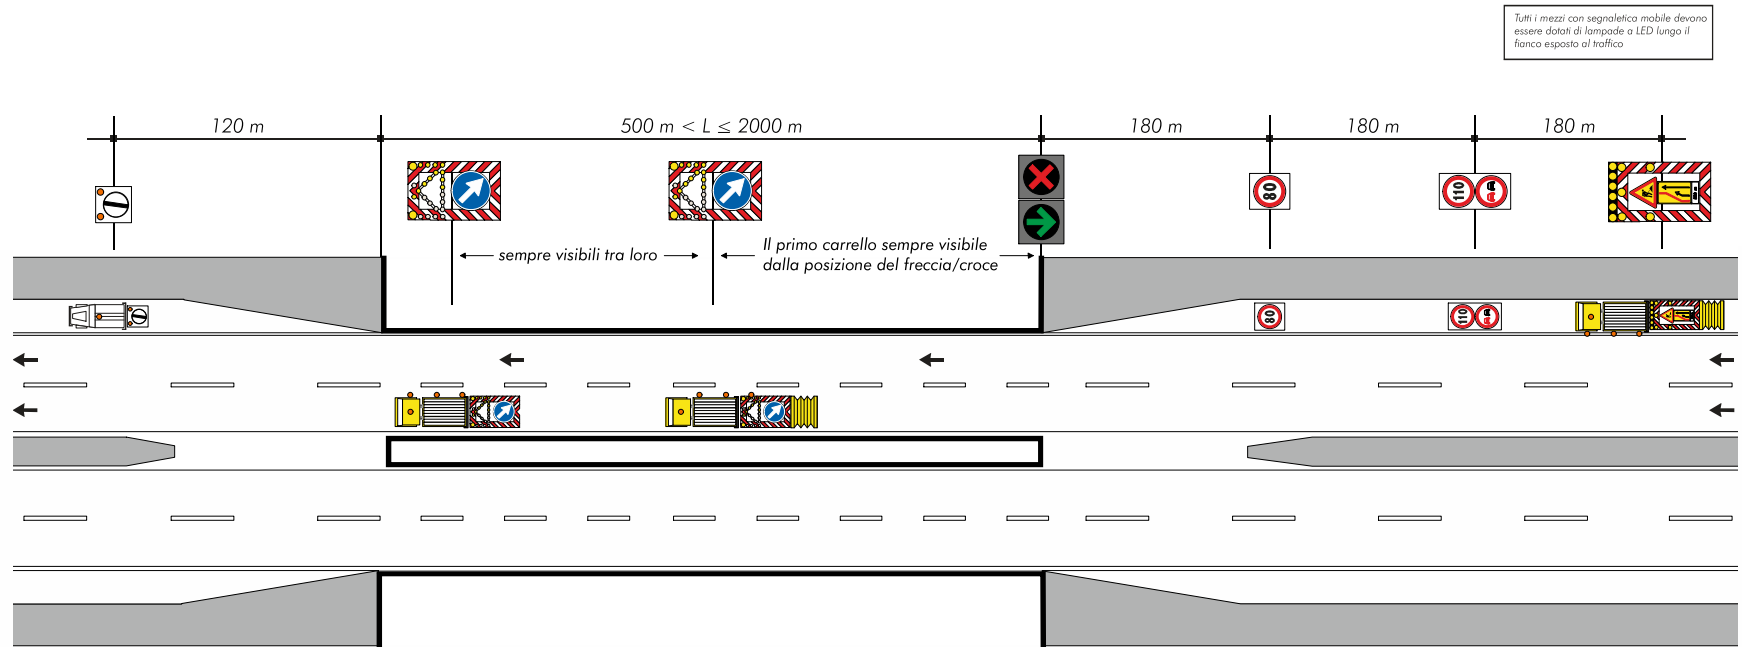 Tutti i mezzi con segnaletica mobile devono
essere dotati di lampade a LED lungo il
fianco esposto al traffico
120 m
500 m < L ≤ 2000 m
180 m
180 m
180 m
80
110
sempre visibili tra loro
Il primo carrello sempre visibile
dalla posizione del freccia/croce
80
110